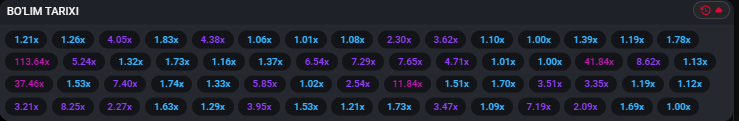 BO'LIM TARIXI
1.21x 1.26x 4.05x 1.83x 4.38x 1.06x 1.01x 1.08x 2.30x 3.62x 1.10x 1.00x 1.39x 1.19x 1.78x
113.64x 5.24x 1.32x 1.73x 1.16x 1.37x 6.54x 7.29x 7.65x 4.71x 1.01x 1.00x 41.84x 8.62x 1.13x
37.46x 1.53x 7.40x 1.74x 1.33x 5.85x 1.02x 2.54x 11.84x 1.51x 1.70x 3.51x 3.35x 1.19x 1.12x
3.21x 8.25x 2.27x 1.63x 1.29x 3.95x 1.53x 1.21x 1.73x 3.47x 1.09x 7.19x 2.09x 1.69x 1.00x